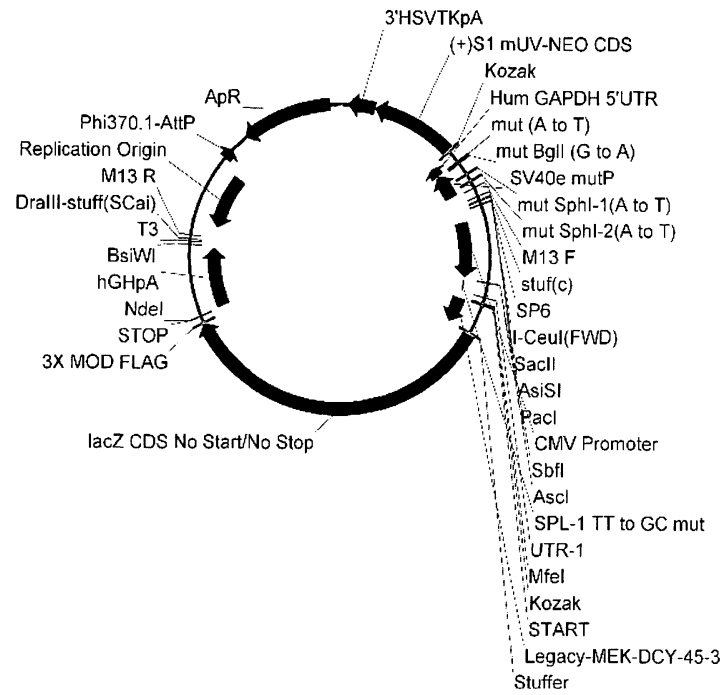 3'HSVTKpA
(+)S1 mUV-NEO CDS
Kozak
Hum GAPDH 5'UTR
mut (A to T)
mut BglI (G to A)
SV40e mutP
mut SphI-1(A to T)
mut SphI-2(A to T)
M13 F
stuf(c)
SP6
I-CeuI(FWD)
SacII
AsiSI
PacI
CMV Promoter
SbfI
AscI
SPL-1 TT to GC mut
UTR-1
MfeI
Kozak
START
Legacy-MEK-DCY-45-3
Stuffer
ApR
Phi370.1-AttP
Replication Origin
M13 R
DraIII-stuff(SCai)
T3
BsiWI
hGHpA
NdeI
STOP
3X MOD FLAG
lacZ CDS No Start/No Stop